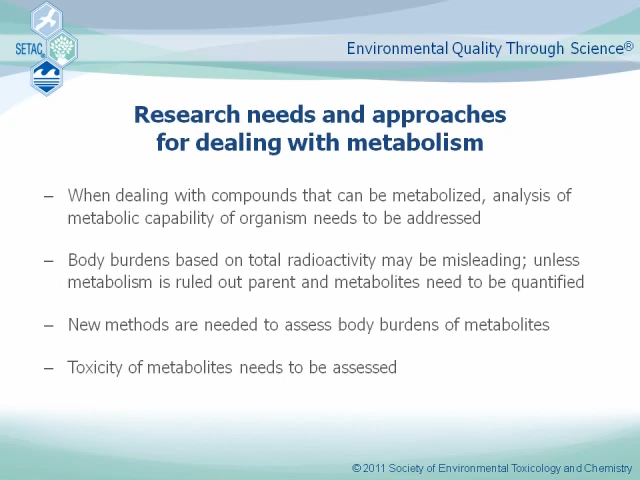 SETAC
Environmental Quality Through Science®
Research needs and approaches
for dealing with metabolism
– When dealing with compounds that can be metabolized, analysis of
metabolic capability of organism needs to be addressed
– Body burdens based on total radioactivity may be misleading; unless
metabolism is ruled out parent and metabolites need to be quantified
– New methods are needed to assess body burdens of metabolites
– Toxicity of metabolites needs to be assessed
© 2011 Society of Environmental Toxicology and Chemistry